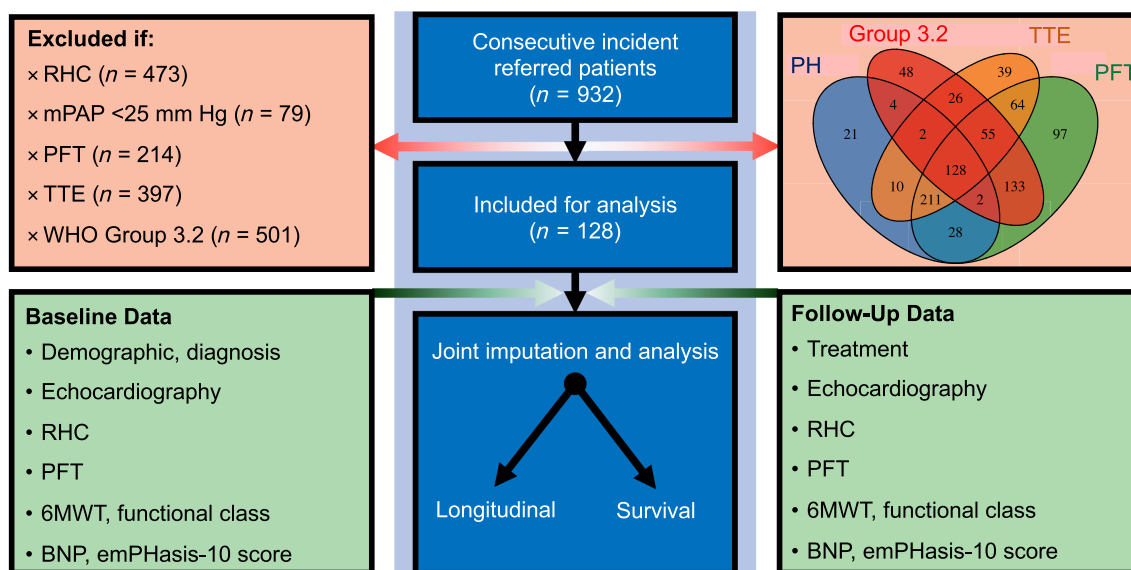 Excluded if:
× RHC (n = 473)
× mPAP <25 mm Hg (n = 79)
× PFT (n = 214)
× TTE (n = 397)
× WHO Group 3.2 (n = 501)
Consecutive incident
referred patients
(n = 932)
Included for analysis
(n = 128)
Group 3.2
TTE
PH
PFT
48
39
4
26
64
21
2
55
97
128
10
133
211
2
28
Baseline Data
• Demographic, diagnosis
• Echocardiography
• RHC
• PFT
• 6MWT, functional class
• BNP, emPHasis-10 score
Joint imputation and analysis
Longitudinal
Survival
Follow-Up Data
• Treatment
• Echocardiography
• RHC
• PFT
• 6MWT, functional class
• BNP, emPHasis-10 score